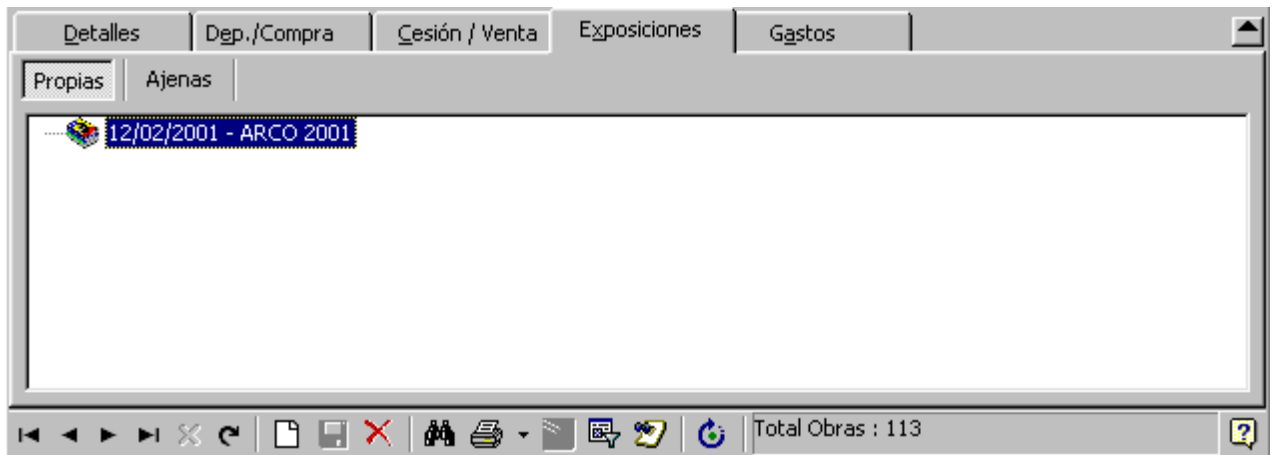 Detalles Dep./Compra Cesión / Venta Exposiciones Gastos
Propias Ajenas
12/02/2001 - ARCO 2001
Total Obras : 113